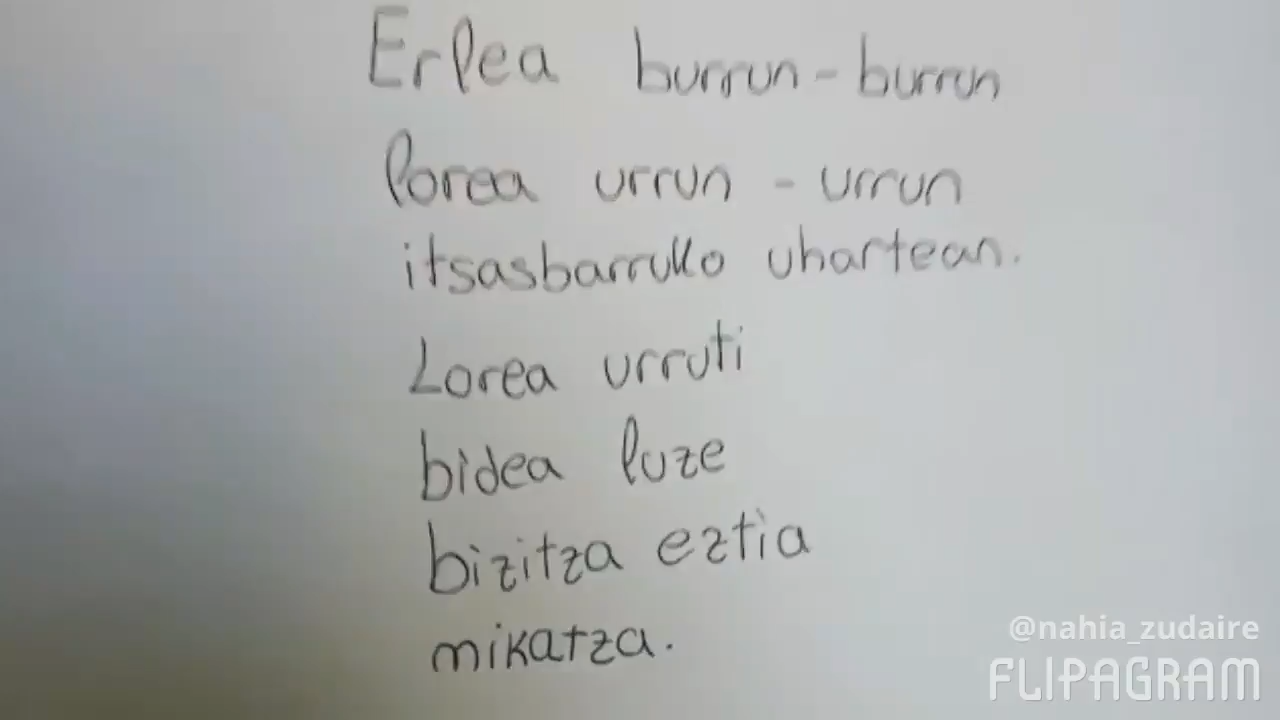 Erlea burrun - burrun
lorea urrun - urrun
itsasbarruko uhartean.
Lorea urruti
bidea luze
bizitza eztia
mikatza.
@nahia_zudaire
FLIPAGRAM